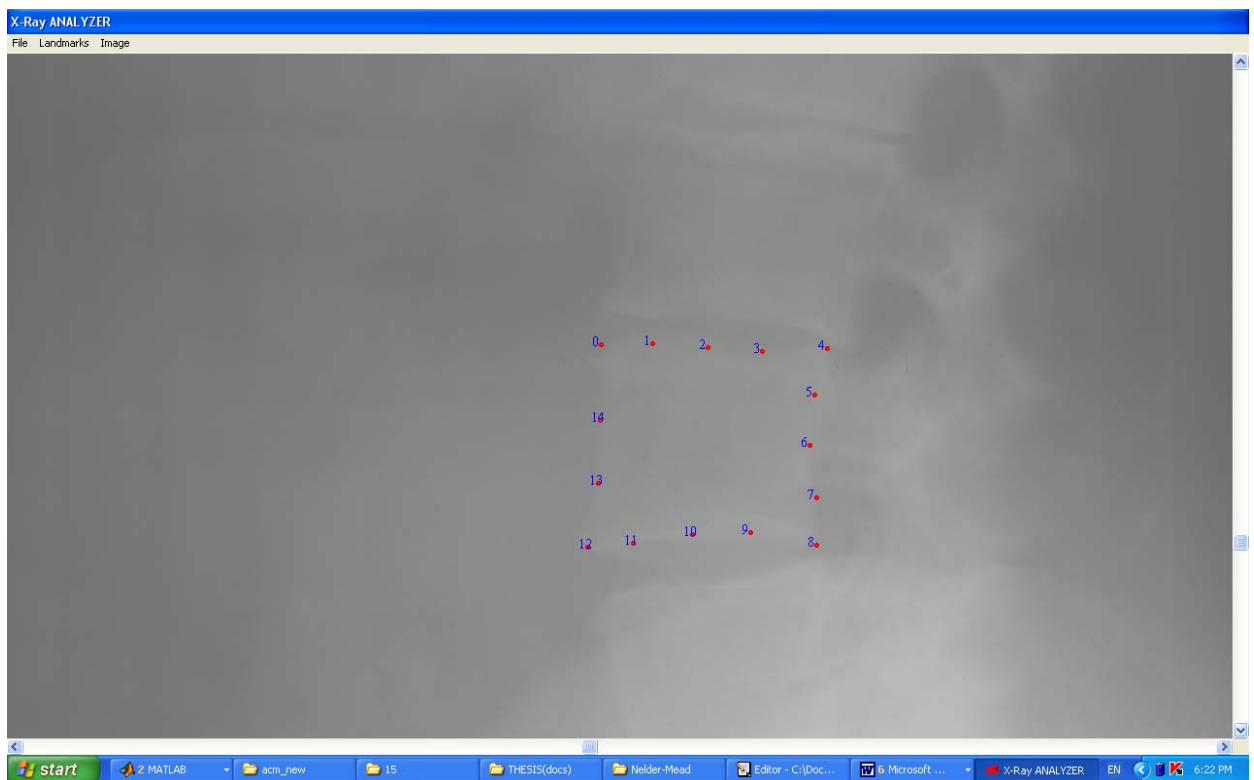 X-Ray ANALYZER
File Landmarks Image
0 1 2 3 4
5
14
6
13
7
12 11 10 9 8
start 2 MATLAB acm_new 15 THESIS(docs) Nelder-Mead Editor - C:\Doc... 6 Microsoft ... X-Ray ANALYZER EN 6:22 PM